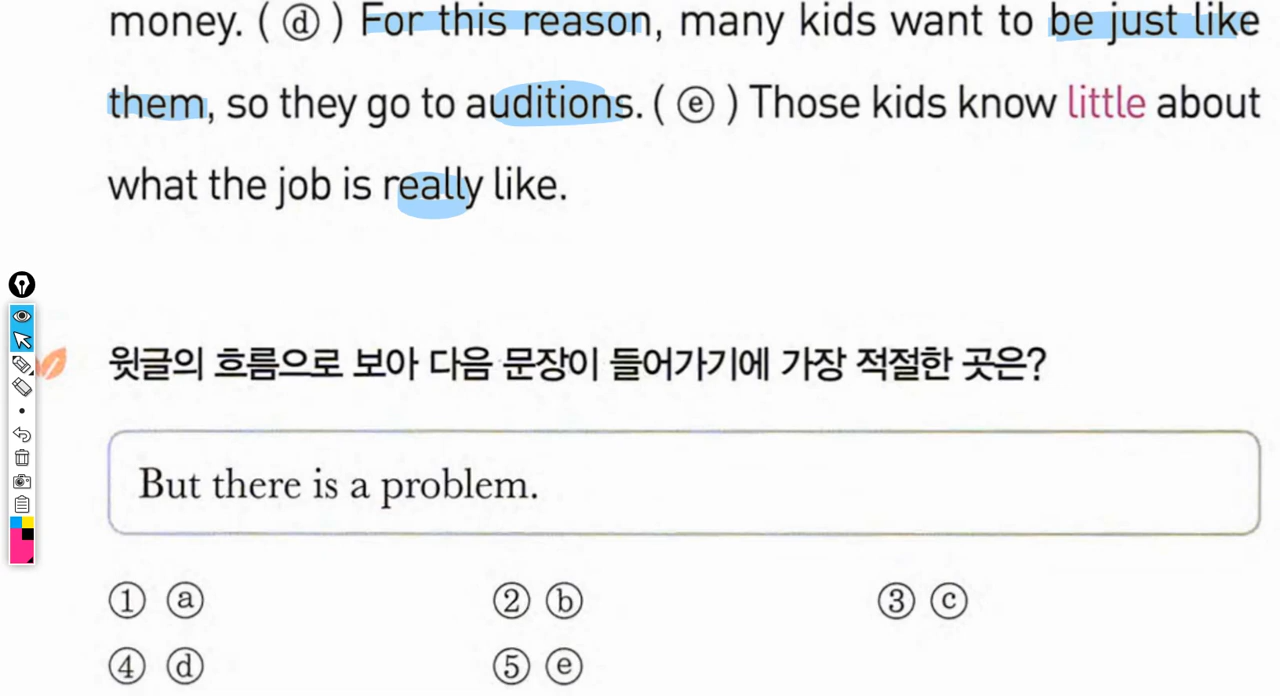 money. ( ⓓ ) For this reason, many kids want to be just like
them, so they go to auditions. ( ⓔ ) Those kids know little about
what the job is really like.
윗글의 흐름으로 보아 다음 문장이 들어가기에 가장 적절한 곳은?
But there is a problem.
① ⓐ ② ⓑ ③ ⓒ
④ ⓓ ⑤ ⓔ